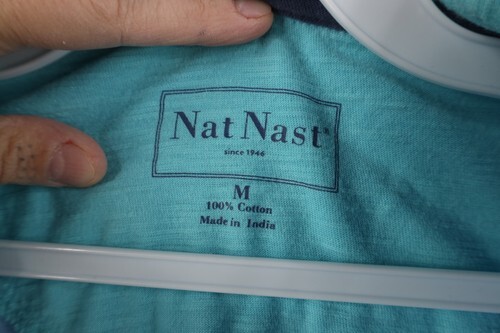 Nat Nast®
since 1946
M
100% Cotton
Made in India